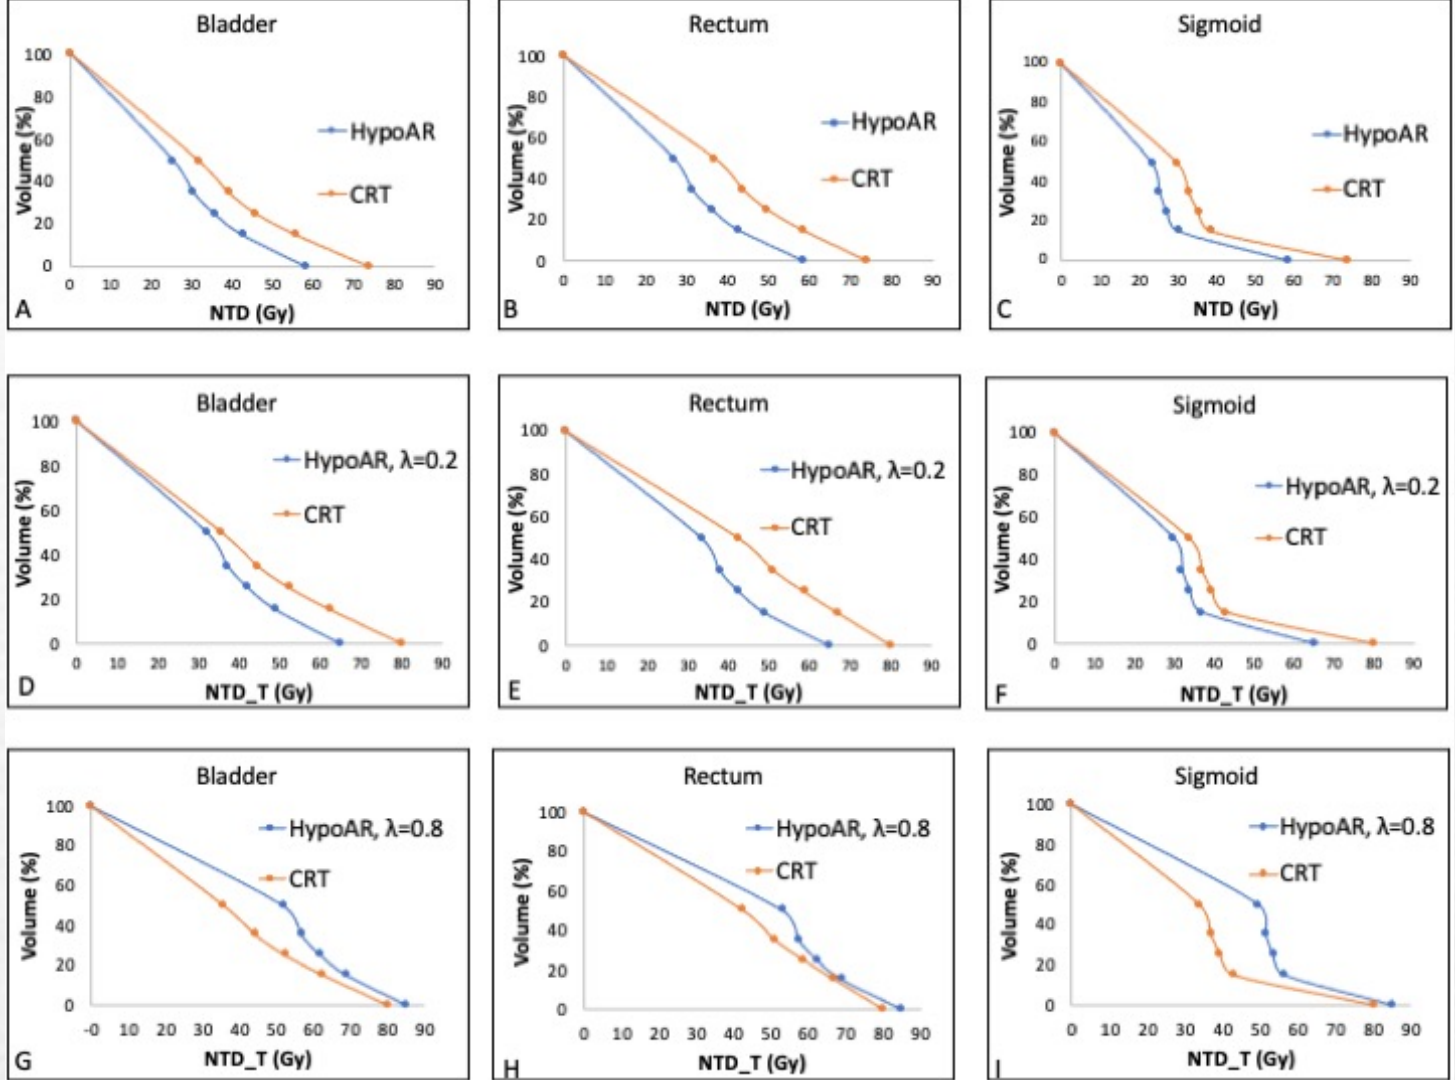 Bladder
100
80
60
40
20
0
Volume (%)
HypoAR
CRT
0 10 20 30 40 50 60 70 80 90
NTD (Gy)
A
Rectum
100
80
60
40
20
0
Volume (%)
HypoAR
CRT
0 10 20 30 40 50 60 70 80 90
NTD (Gy)
B
Sigmoid
100
80
60
40
20
0
Volume (%)
HypoAR
CRT
0 10 20 30 40 50 60 70 80 90
NTD (Gy)
C
Bladder
100
80
60
40
20
0
Volume (%)
HypoAR, λ=0.2
CRT
0 10 20 30 40 50 60 70 80 90
NTD_T (Gy)
D
Rectum
100
80
60
40
20
0
Volume (%)
HypoAR, λ=0.2
CRT
0 10 20 30 40 50 60 70 80 90
NTD_T (Gy)
E
Sigmoid
100
80
60
40
20
0
Volume (%)
HypoAR, λ=0.2
CRT
0 10 20 30 40 50 60 70 80 90
NTD_T (Gy)
F
Bladder
100
80
60
40
20
0
Volume (%)
HypoAR, λ=0.8
CRT
-0 10 20 30 40 50 60 70 80 90
NTD_T (Gy)
G
Rectum
100
80
60
40
20
0
Volume (%)
HypoAR, λ=0.8
CRT
0 10 20 30 40 50 60 70 80 90
NTD_T (Gy)
H
Sigmoid
100
80
60
40
20
0
Volume (%)
HypoAR, λ=0.8
CRT
0 10 20 30 40 50 60 70 80 90
NTD_T (Gy)
I